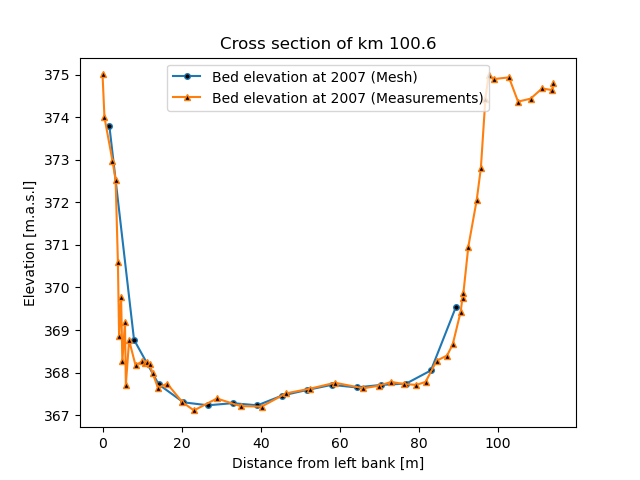 Cross section of km 100.6
Bed elevation at 2007 (Mesh)
Bed elevation at 2007 (Measurements)
375
374
373
372
371
370
369
368
367
Elevation [m.a.s.l]
0 20 40 60 80 100
Distance from left bank [m]